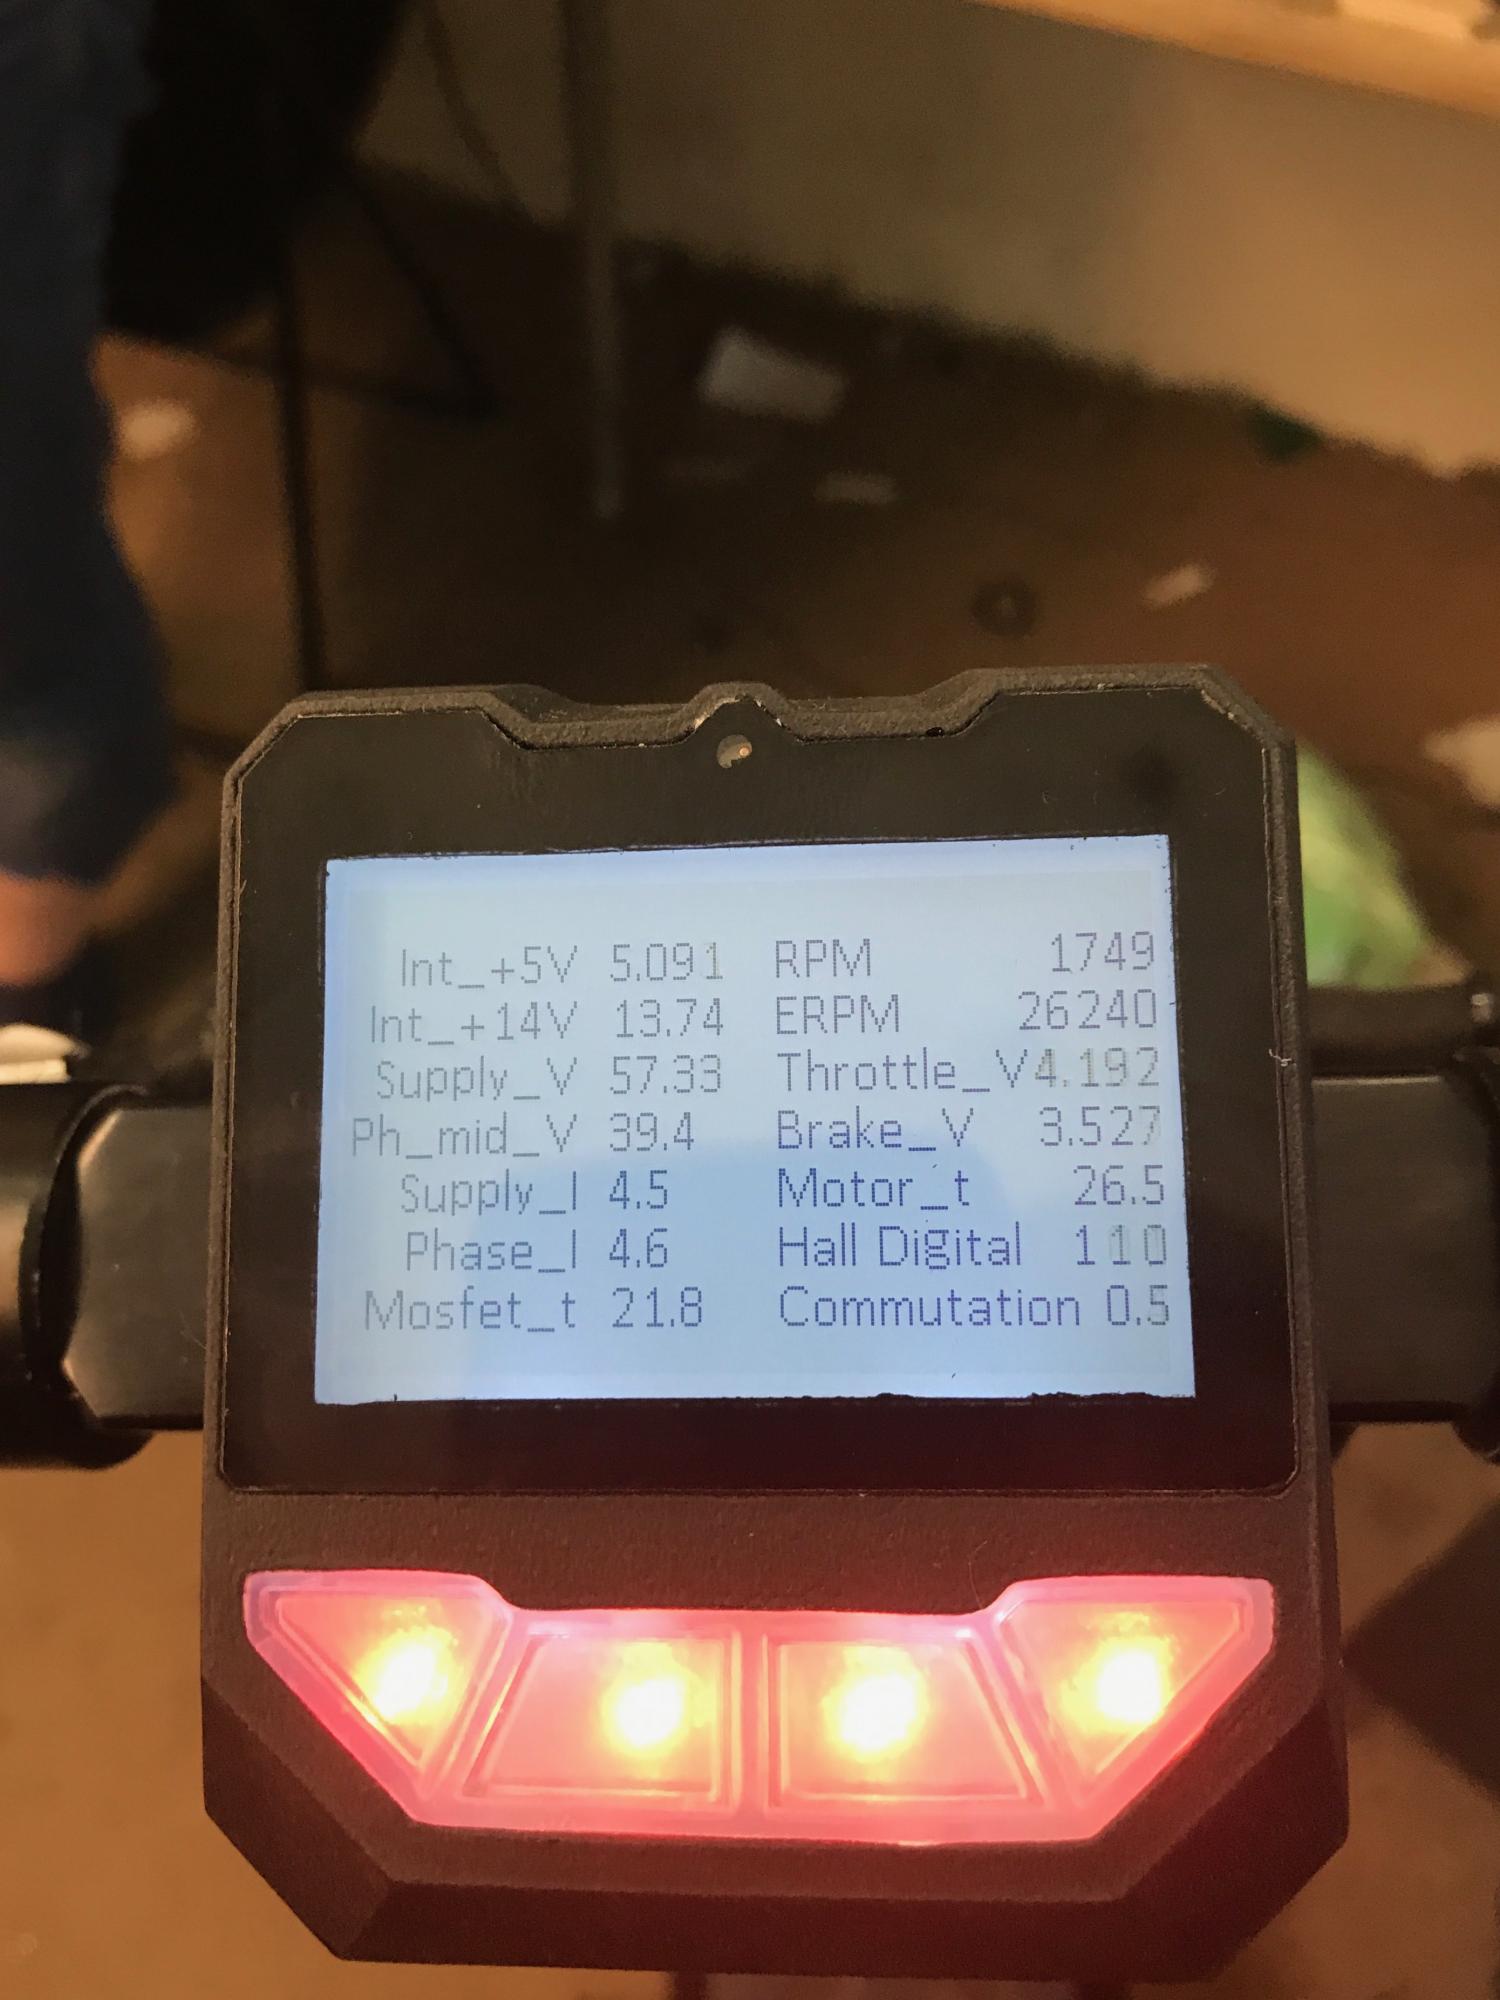 Int_+5V 5.091 RPM 1749
Int_+14V 13.74 ERPM 26240
Supply_V 57.33 Throttle_V4.192
Ph_mid_V 39.4 Brake_V 3.527
Supply_I 4.5 Motor_t 26.5
Phase_I 4.6 Hall Digital 110
Mosfet_t 21.8 Commutation 0.5